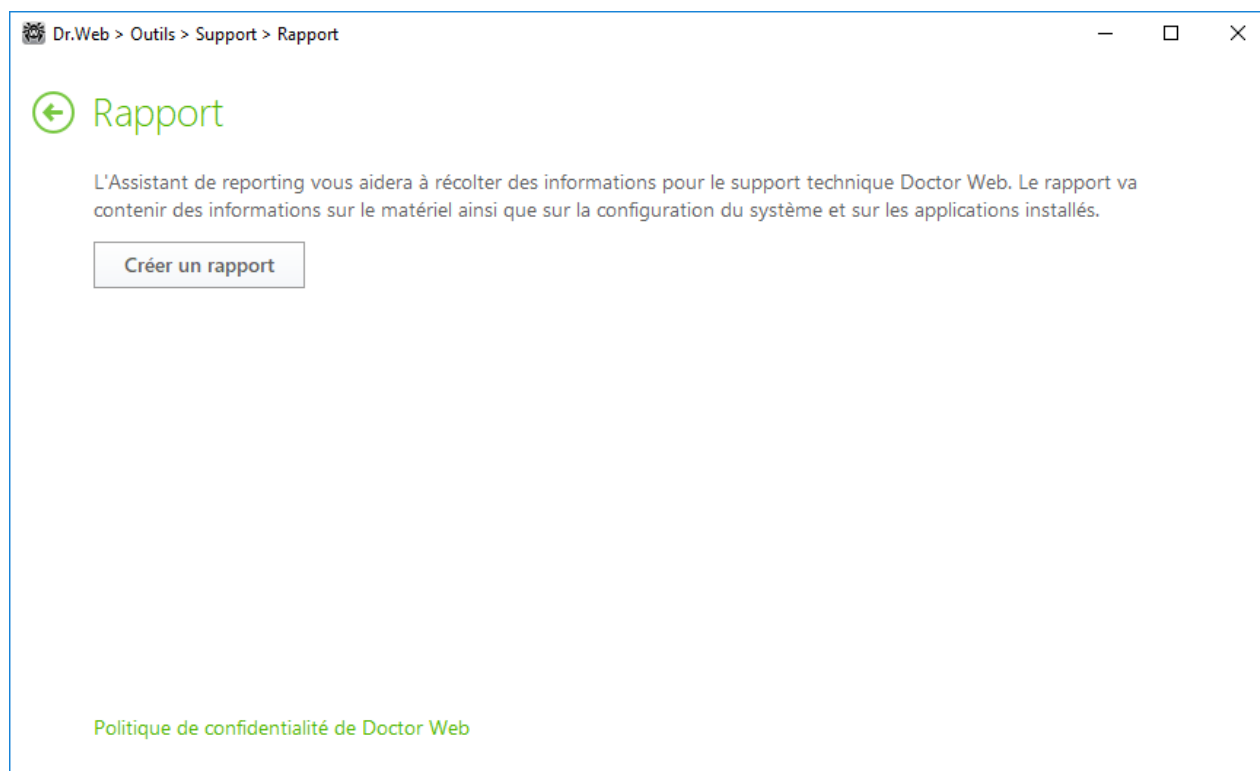 Dr.Web > Outils > Support > Rapport
Rapport
L'Assistant de reporting vous aidera à récolter des informations pour le support technique Doctor Web. Le rapport va
contenir des informations sur le matériel ainsi que sur la configuration du système et sur les applications installés.
Créer un rapport
Politique de confidentialité de Doctor Web